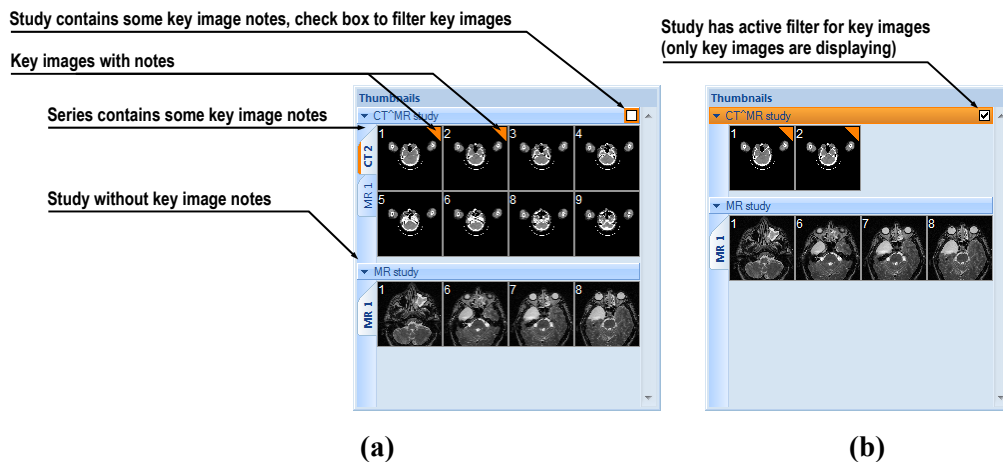 Study contains some key image notes, check box to filter key images
Key images with notes
Series contains some key image notes
Study without key image notes
Thumbnails
CT^MR study
CT 2
MR 1
1 2 3 4
5 6 8 9
MR study
MR 1
1 6 7 8
(a)
Study has active filter for key images
(only key images are displaying)
Thumbnails
CT^MR study
1 2
MR study
MR 1
1 6 7 8
(b)